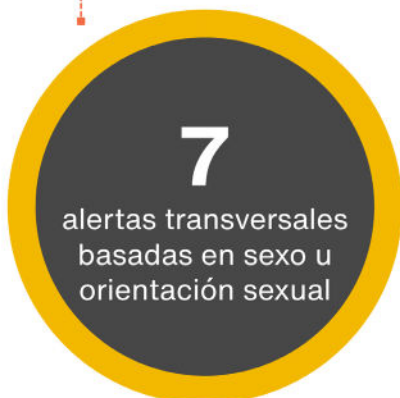 7
alertas transversales
basadas en sexo u
orientación sexual